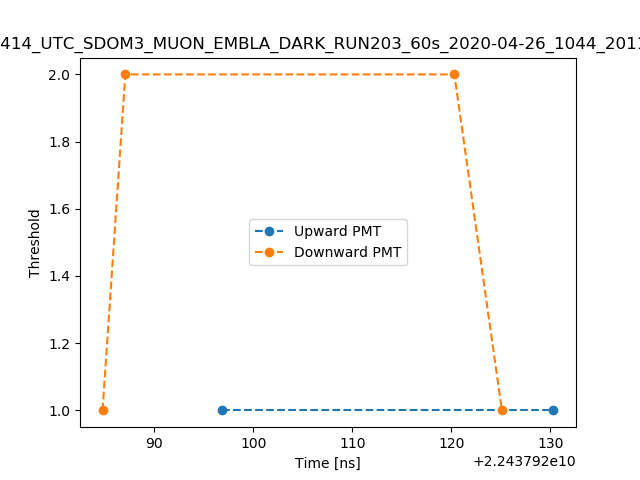 414_UTC_SDOM3_MUON_EMBLA_DARK_RUN203_60s_2020-04-26_1044_2011
Threshold
2.0
1.8
1.6
1.4
1.2
1.0
Upward PMT
Downward PMT
90 100 110 120 130
Time [ns]
+2.243792e10